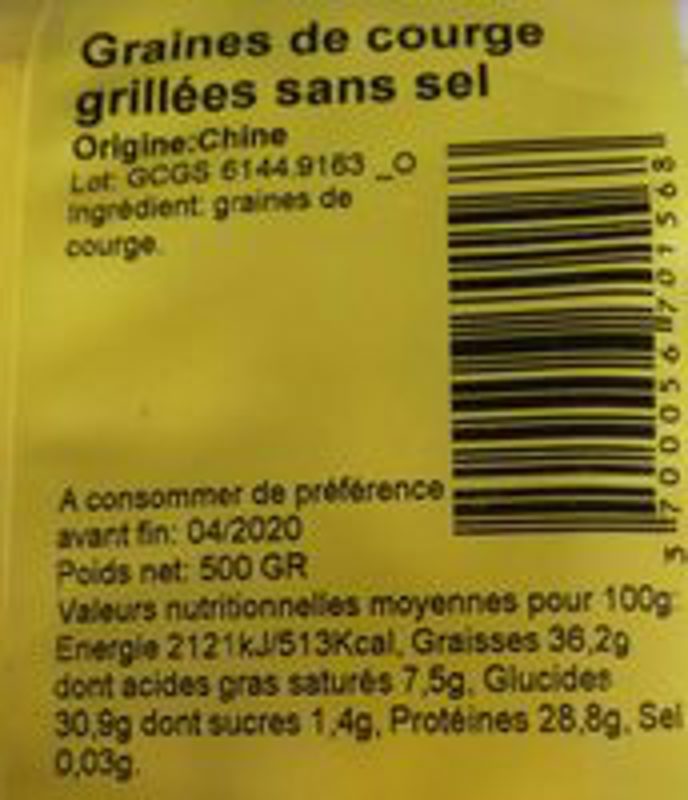 Graines de courge
grillées sans sel
Origine:Chine
Lot: GCGS 6144.9163 _O
Ingrédient: graines de
courge.
5700056701568
A consommer de préférence
avant fin: 04/2020
Poids net: 500 GR
Valeurs nutritionnelles moyennes pour 100g:
Energie 2121kJ/513Kcal, Graisses 36,2g
dont acides gras saturés 7,5g, Glucides
30,9g dont sucres 1,4g, Protéines 28,8g, Sel
0,03g.